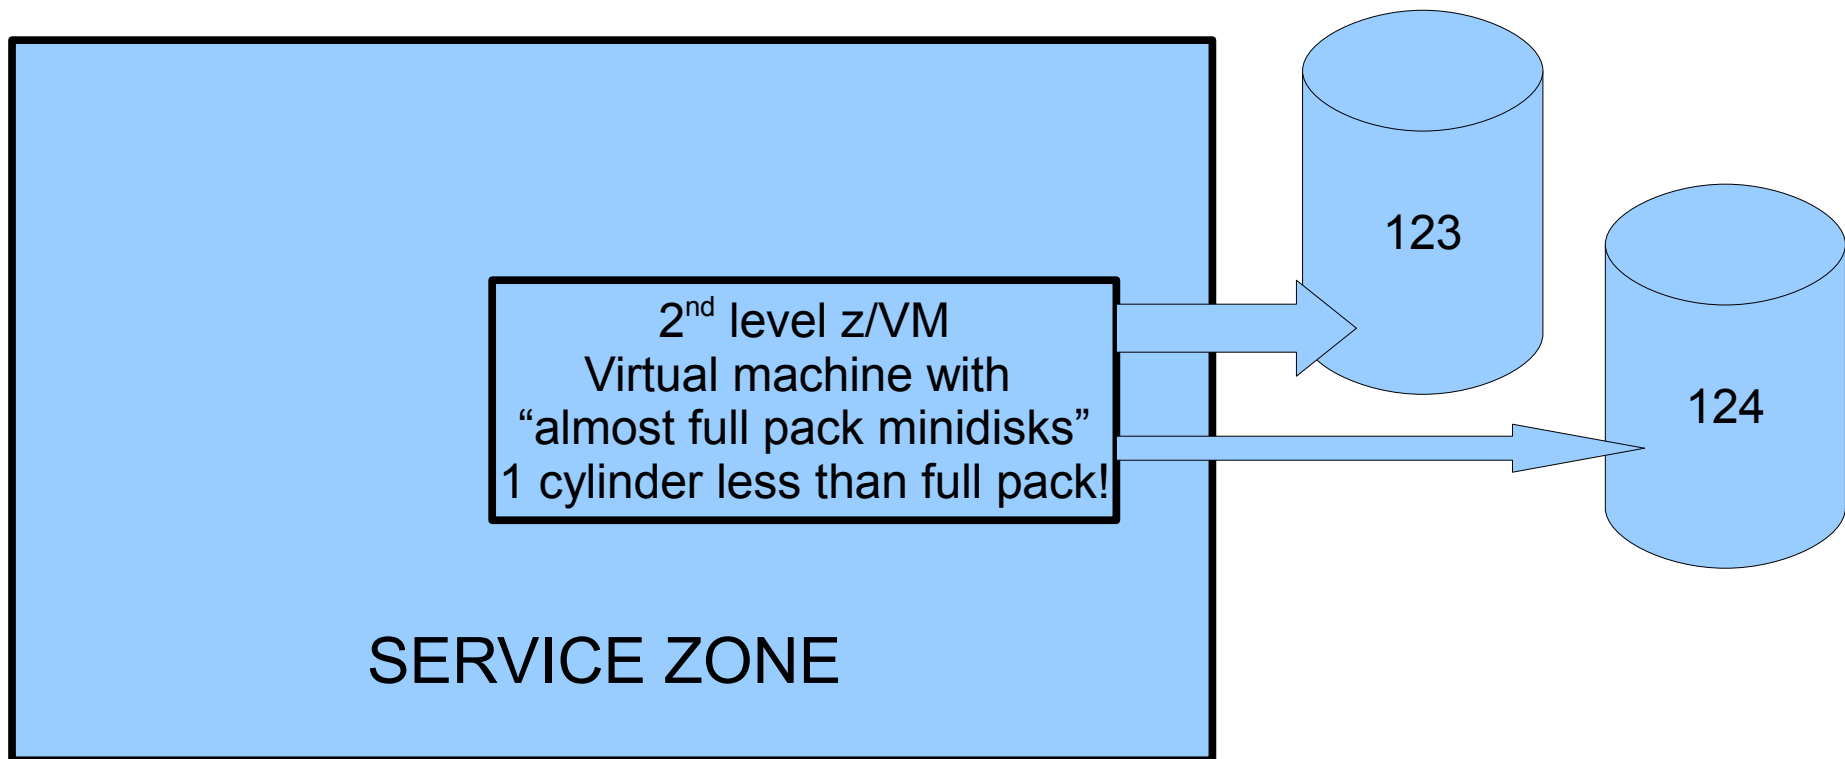 123
124
2nd level z/VM
Virtual machine with
“almost full pack minidisks”
1 cylinder less than full pack!
SERVICE ZONE